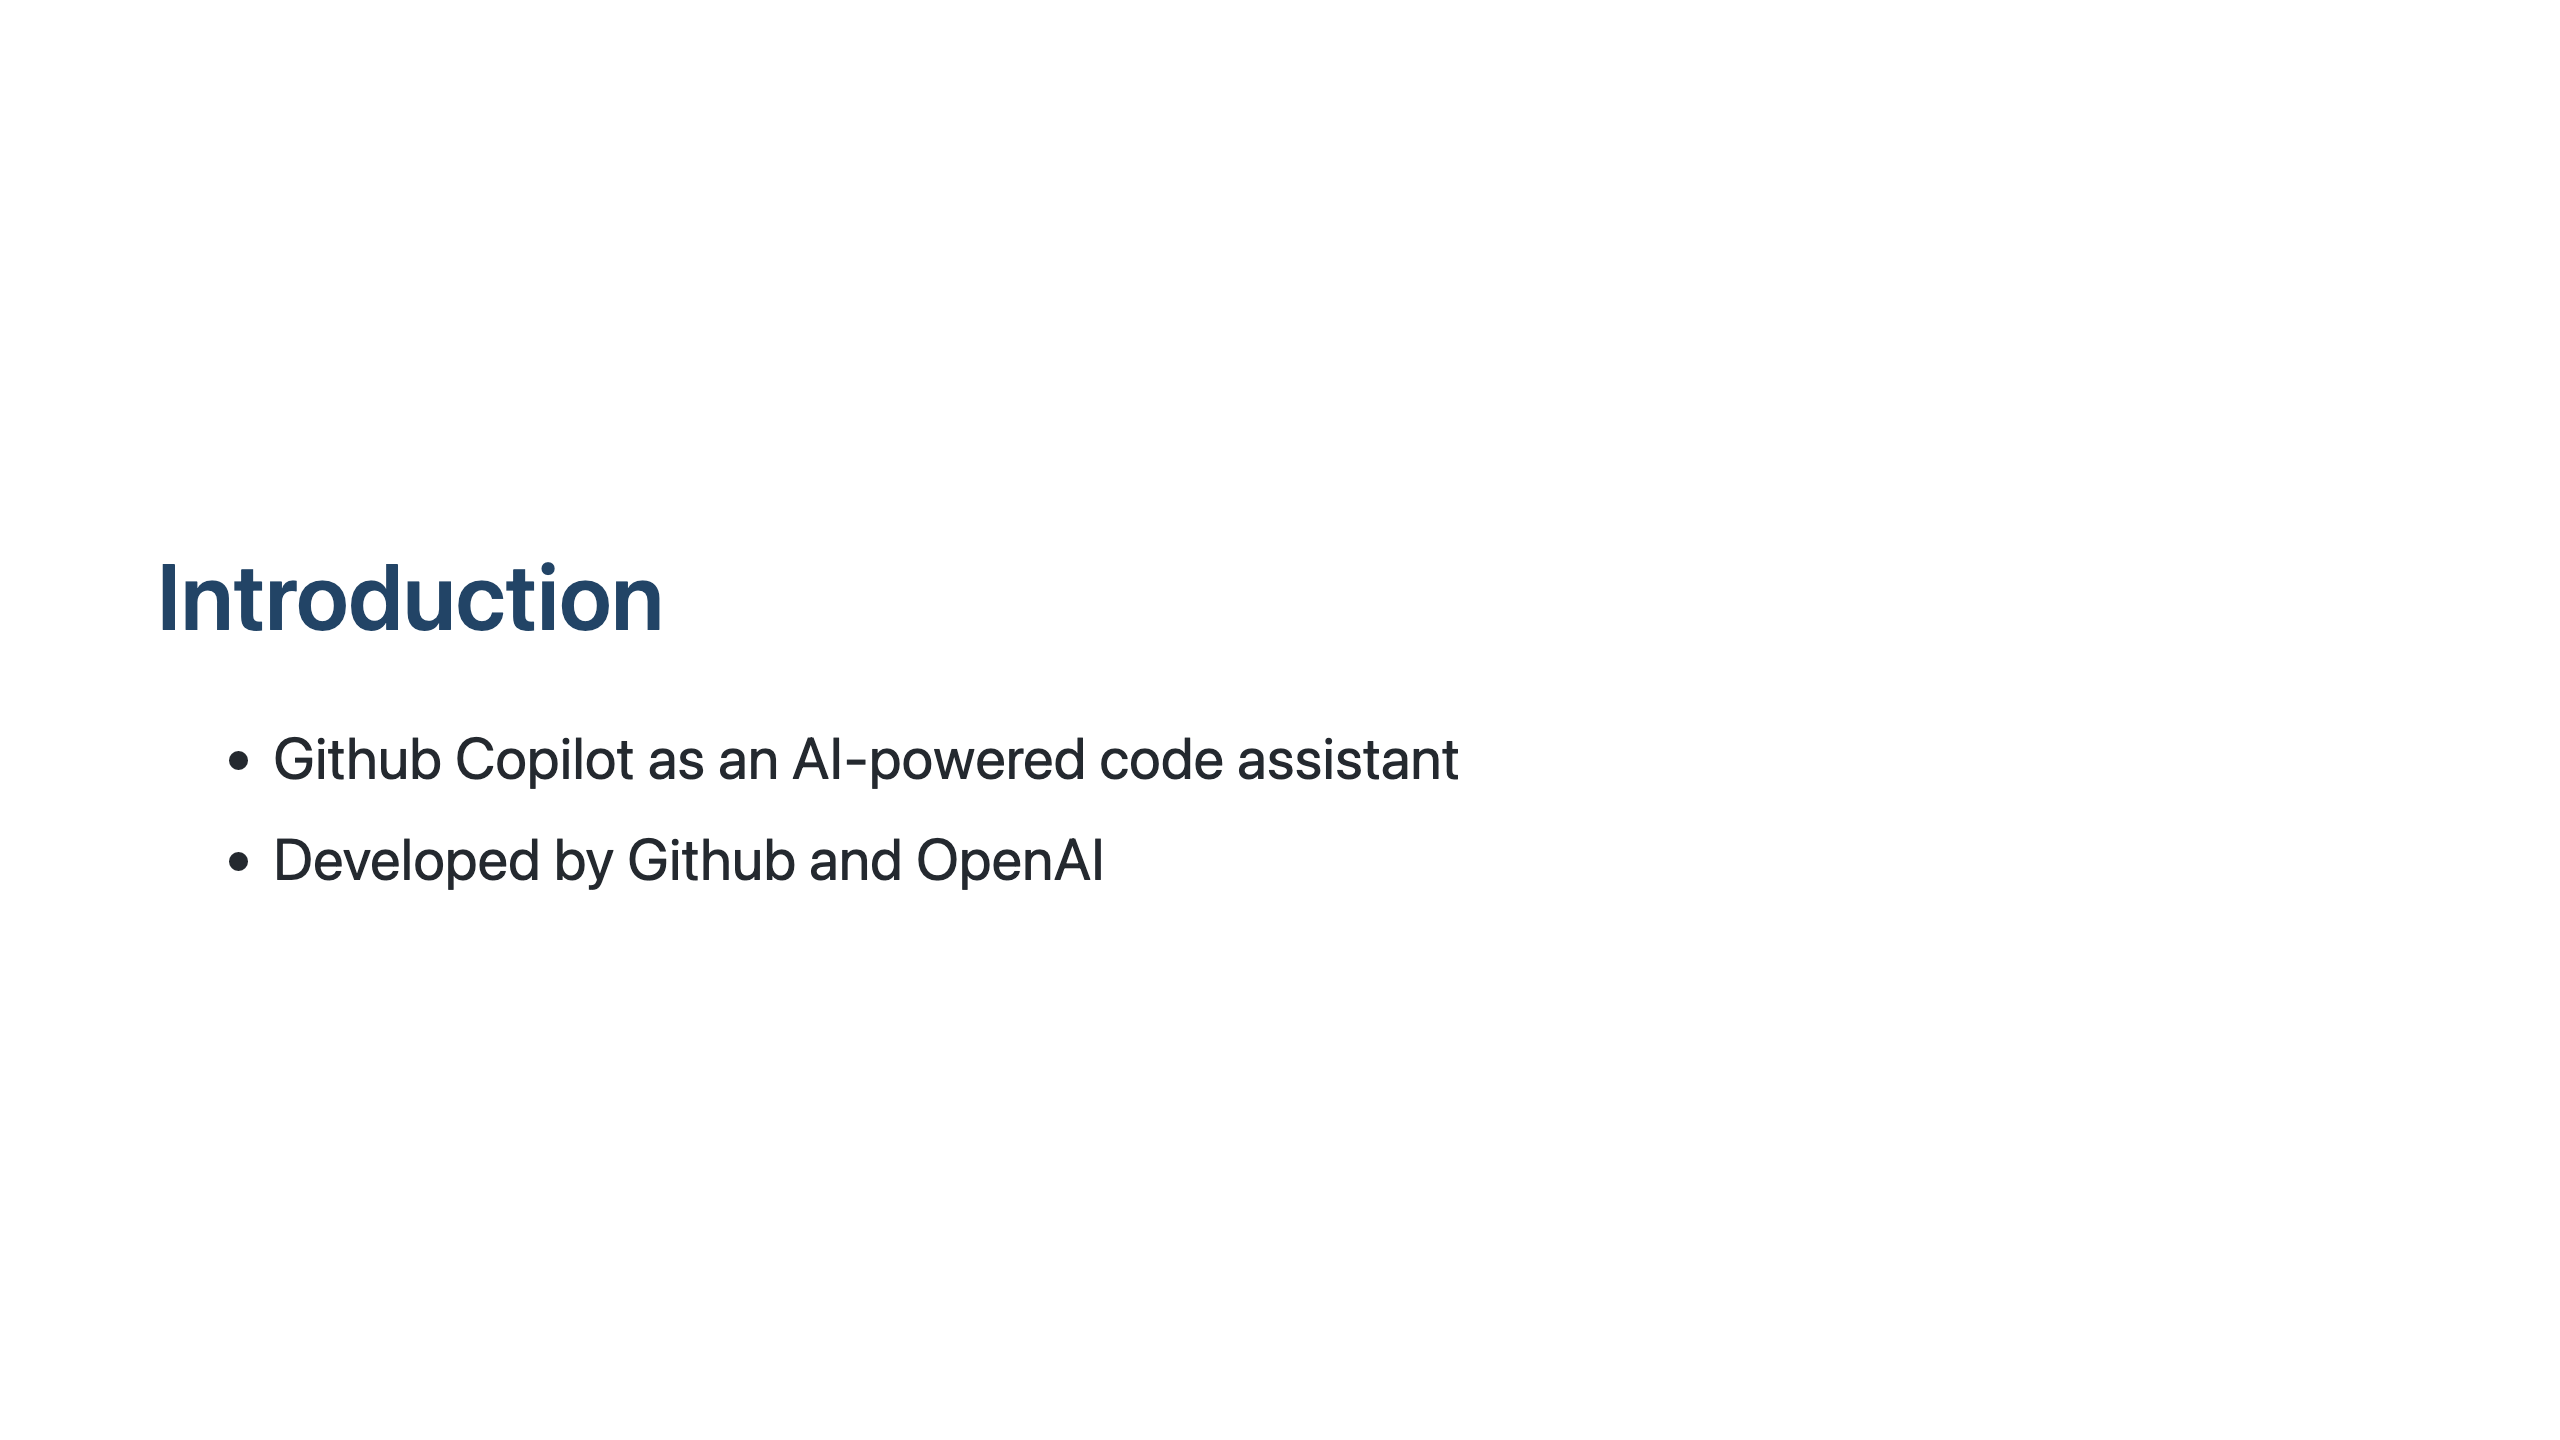 Introduction
• Github Copilot as an AI-powered code assistant
• Developed by Github and OpenAI